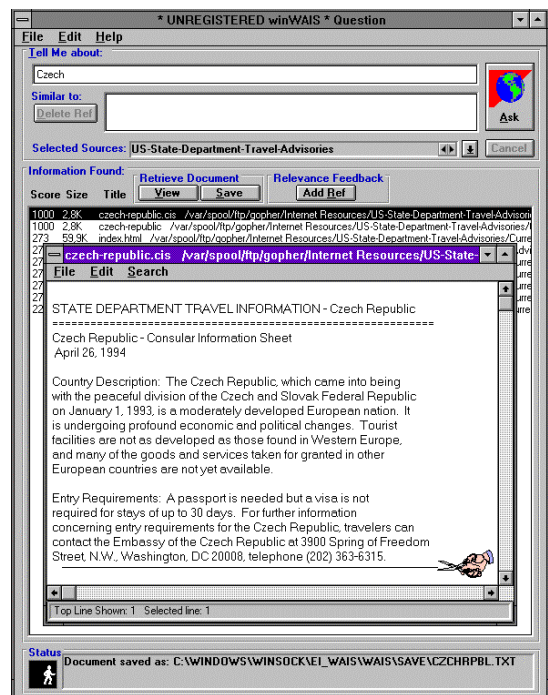 * UNREGISTERED winWAIS * Question
File Edit Help
Tell Me about:
Czech
Similar to:
Delete Ref
Ask
Selected Sources: US-State-Department-Travel-Advisories
Cancel
Information Found:
Retrieve Document
Relevance Feedback
Score Size Title
View Save
Add Ref
1000 2,8K czech-republic.cis /var/spool/ftp/gopher/Internet Resources/US-State-Department-Travel-Advisori
1000 2,8K czech-republic /var/spool/ftp/gopher/Internet Resources/US-State-Department-Travel-Advisories/
273 59,9K index.html /var/spool/ftp/gopher/Internet Resources/US-State-Department-Travel-Advisories/Curre
czech-republic.cis /var/spool/ftp/gopher/Internet Resources/US-State-
File Edit Search
STATE DEPARTMENT TRAVEL INFORMATION - Czech Republic
============================================================
Czech Republic - Consular Information Sheet
April 26, 1994
Country Description: The Czech Republic, which came into being
with the peaceful division of the Czech and Slovak Federal Republic
on January 1, 1993, is a moderately developed European nation. It
is undergoing profound economic and political changes. Tourist
facilities are not as developed as those found in Western Europe,
and many of the goods and services taken for granted in other
European countries are not yet available.
Entry Requirements: A passport is needed but a visa is not
required for stays of up to 30 days. For further information
concerning entry requirements for the Czech Republic, travelers can
contact the Embassy of the Czech Republic at 3900 Spring of Freedom
Street, N.W., Washington, DC 20008, telephone (202) 363-6315.
Top Line Shown: 1 Selected line: 1
Status
Document saved as: C:\WINDOWS\WINSOCK\EI_WAIS\WAIS\SAVE\CZCHRPBL.TXT